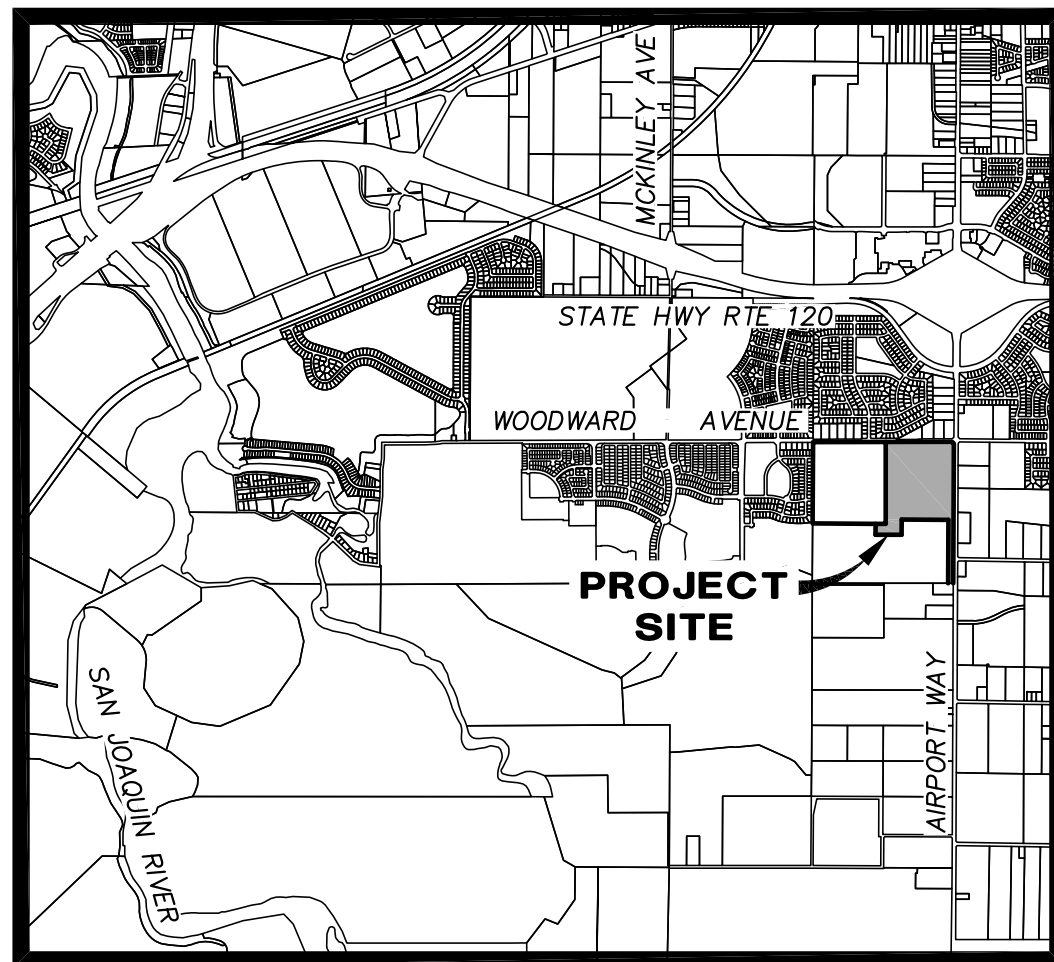 MCKINLEY AVE
STATE HWY RTE 120
WOODWARD AVENUE
PROJECT
SITE
AIRPORT WAY
SAN JOAQUIN RIVER